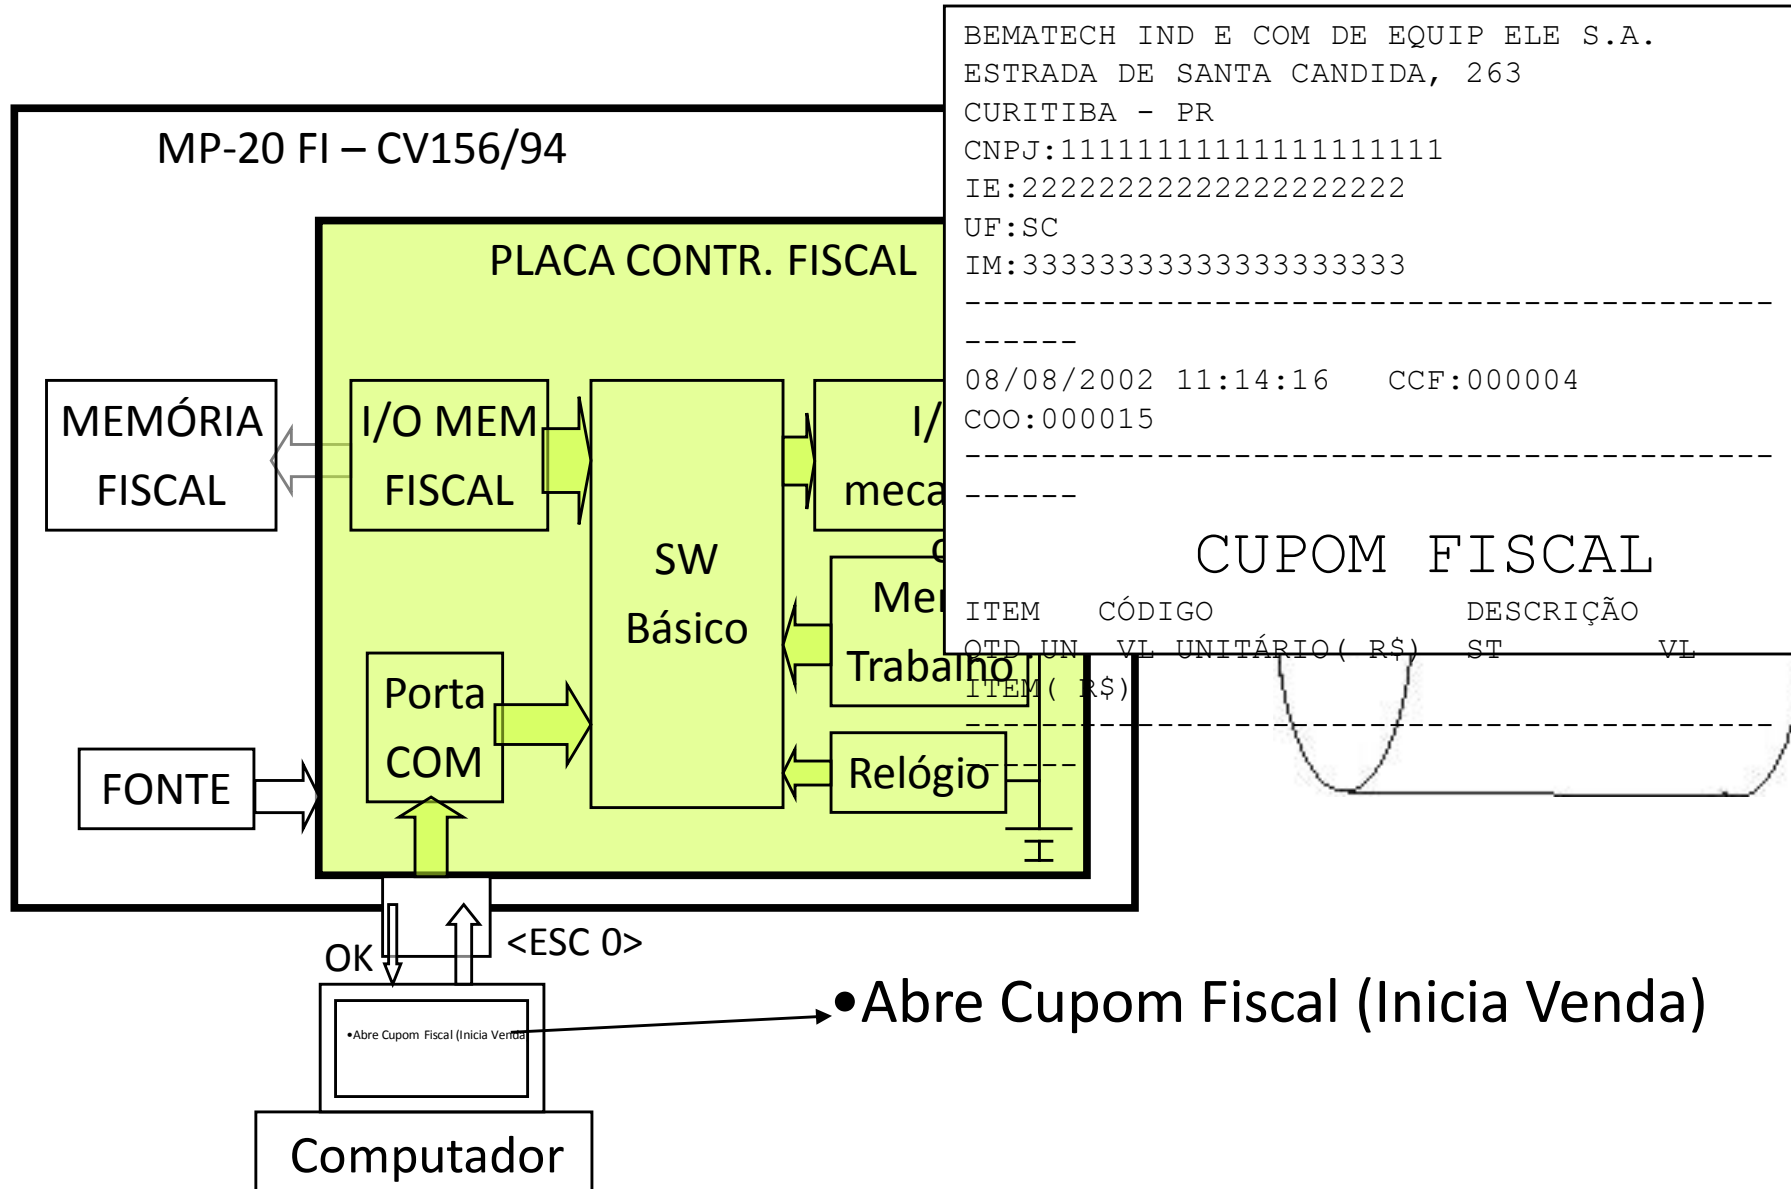 BEMATECH IND E COM DE EQUIP ELE S.A.
ESTRADA DE SANTA CANDIDA, 263
CURITIBA - PR
CNPJ:11111111111111111111
IE:22222222222222222222
UF:SC
IM:33333333333333333333
------------------------------------------
------
08/08/2002 11:14:16 CCF:000004
COO:000015
------------------------------------------
------
CUPOM FISCAL
ITEM CÓDIGO DESCRIÇÃO
QTD.UN VL UNITÁRIO( R$) ST VL
ITEM( R$)
------------------------------------------
------
MP-20 FI – CV156/94
PLACA CONTR. FISCAL
MEMÓRIA
FISCAL
I/O MEM
FISCAL
SW
Básico
I/
meca
Trabalho
Porta
COM
Relógio
FONTE
OK
<ESC 0>
•Abre Cupom Fiscal (Inicia Venda
•Abre Cupom Fiscal (Inicia Venda)
Computador